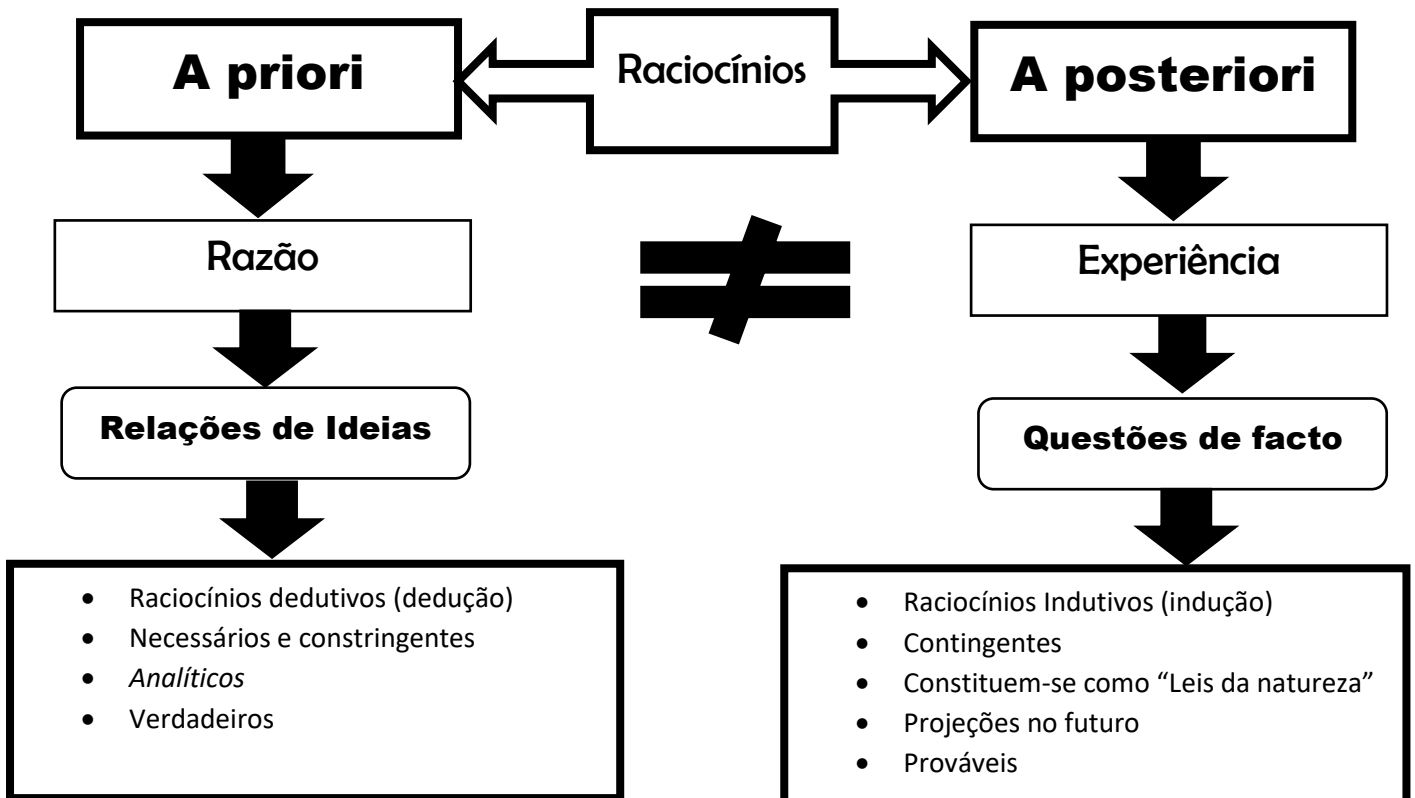 Raciocínios
A priori
A posteriori
Razão
Experiência
Relações de Ideias
Questões de facto
• Raciocínios dedutivos (dedução)
• Necessários e constringentes
• Analíticos
• Verdadeiros
• Raciocínios Indutivos (indução)
• Contingentes
• Constituem-se como “Leis da natureza”
• Projeções no futuro
• Prováveis